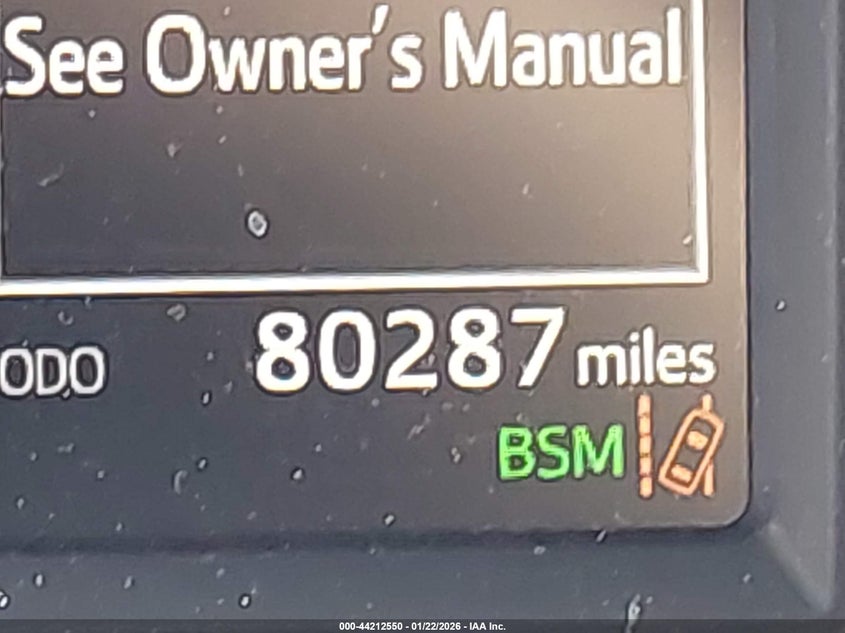 See Owner's Manual
ODO 80287 miles
BSM
000-44212550 - 01/22/2026 - IAA Inc.